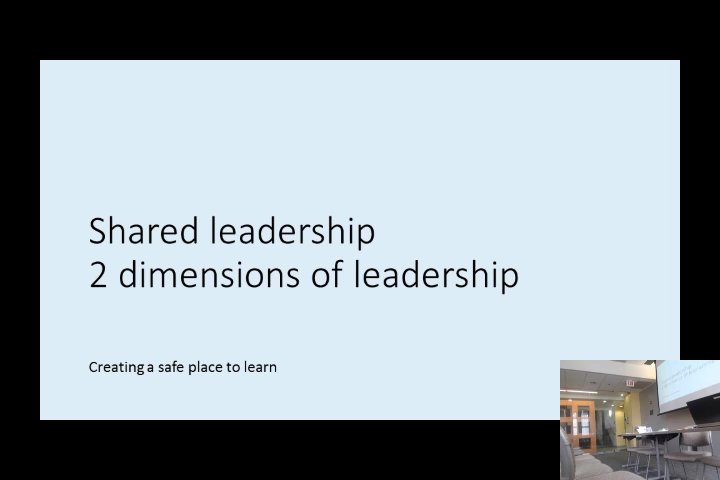 Shared leadership
2 dimensions of leadership
Creating a safe place to learn